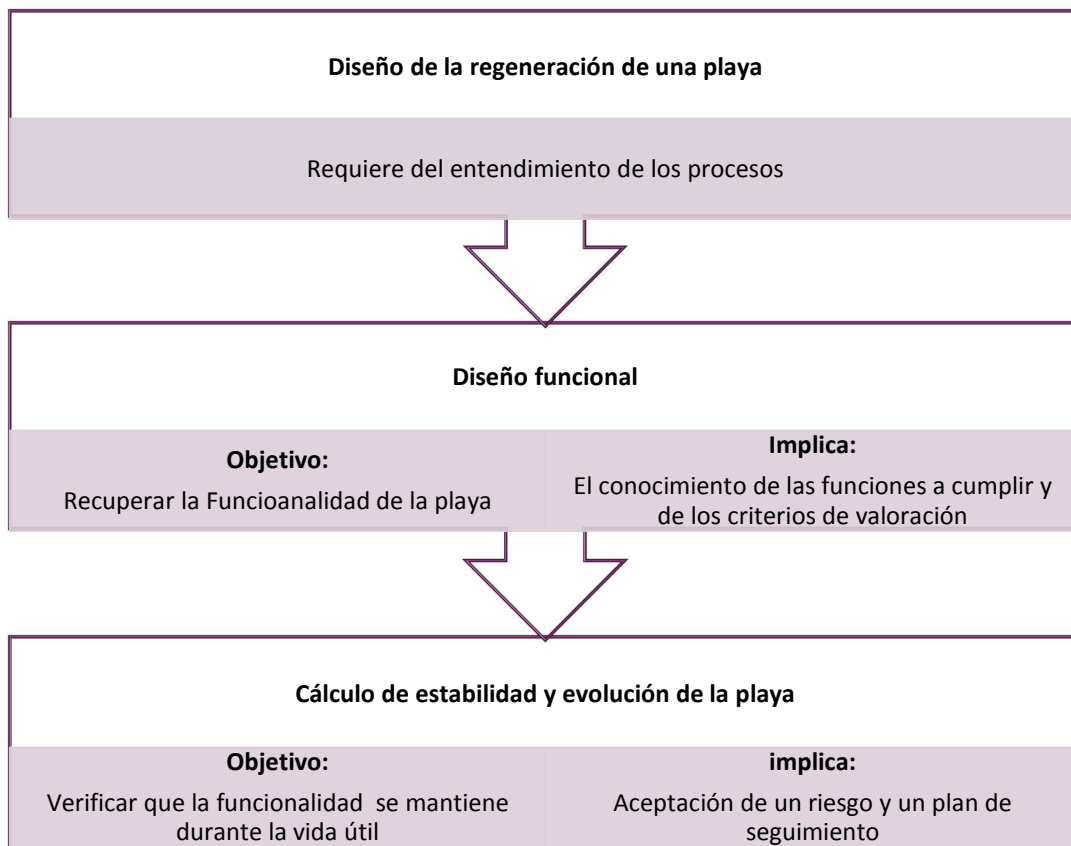 Diseño de la regeneración de una playa
Requiere del entendimiento de los procesos
Diseño funcional
Objetivo:
Recuperar la Funcioanalidad de la playa
Implica:
El conocimiento de las funciones a cumplir y
de los criterios de valoración
Cálculo de estabilidad y evolución de la playa
Objetivo:
Verificar que la funcionalidad se mantiene
durante la vida útil
implica:
Aceptación de un riesgo y un plan de
seguimiento